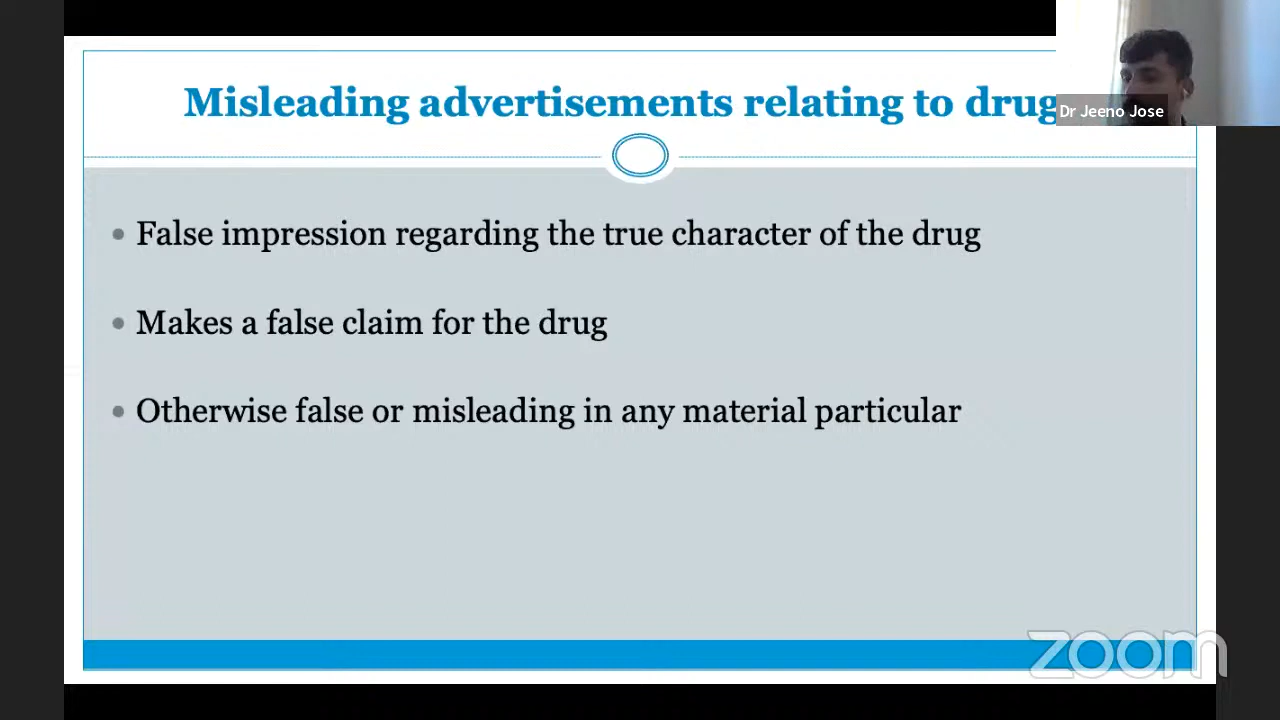 Misleading advertisements relating to drug
Dr Jeeno Jose
• False impression regarding the true character of the drug
• Makes a false claim for the drug
• Otherwise false or misleading in any material particular
zoom